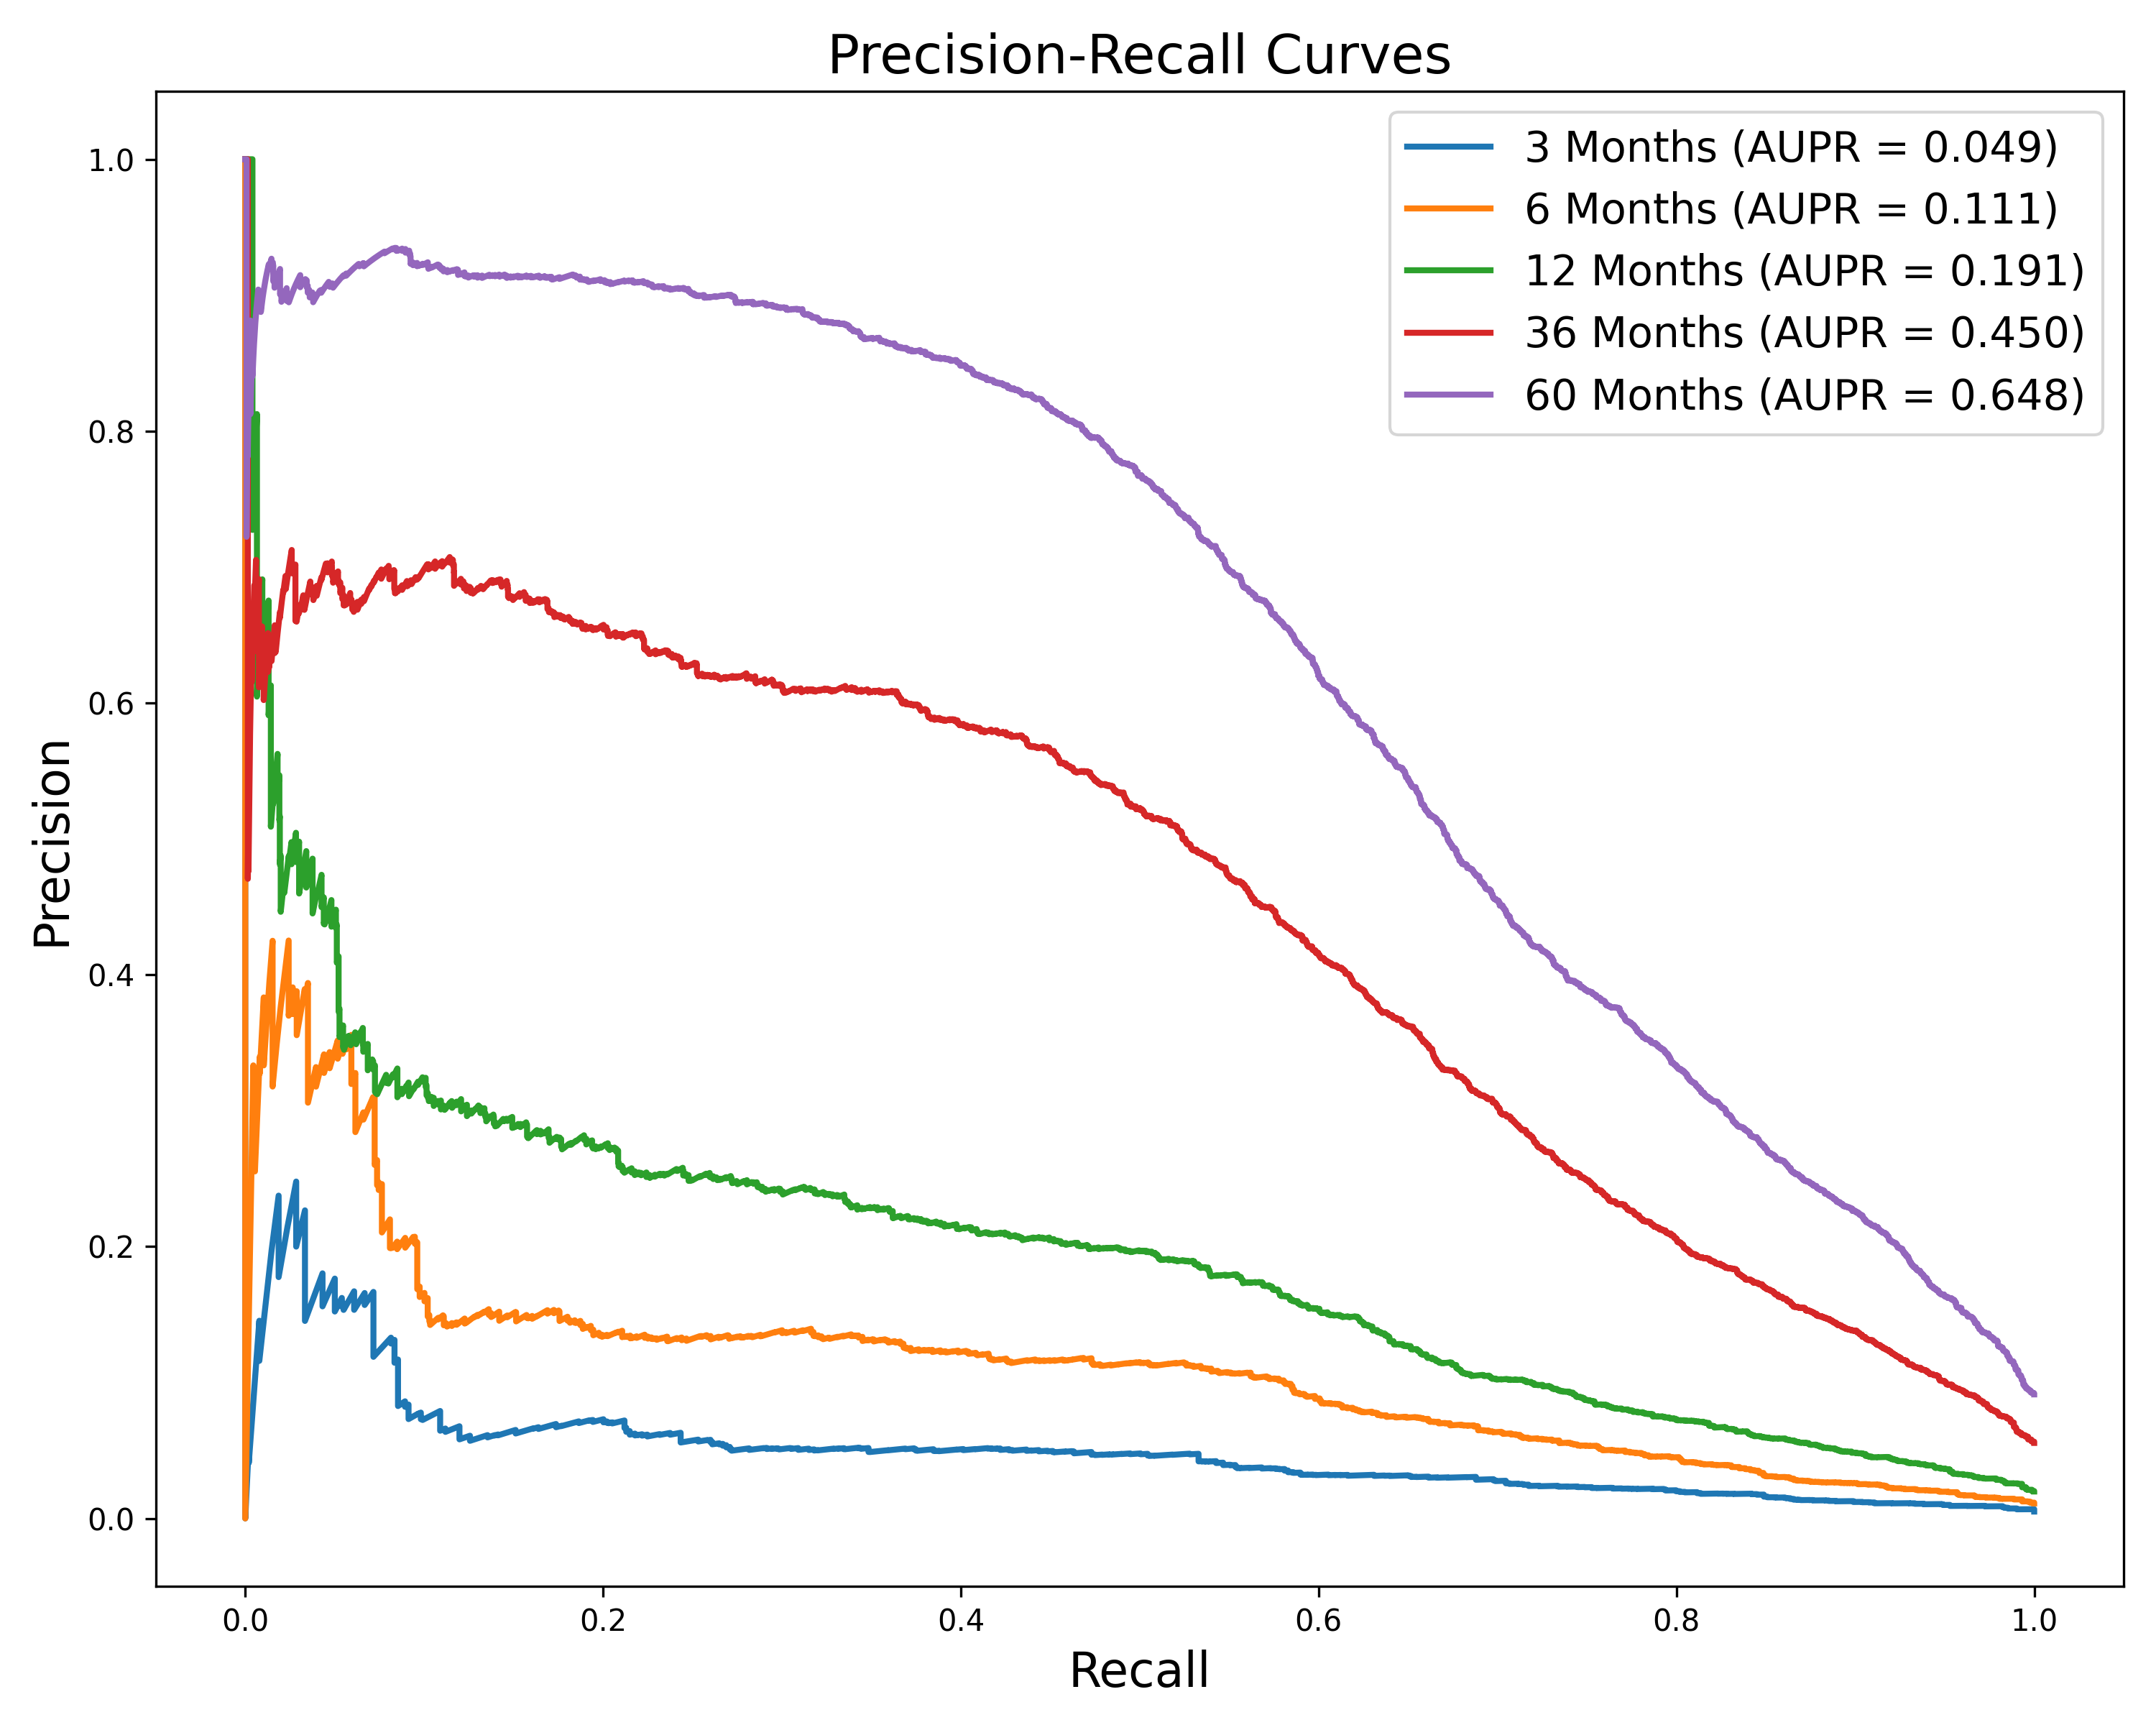 Precision-Recall Curves
3 Months (AUPR = 0.049)
6 Months (AUPR = 0.111)
12 Months (AUPR = 0.191)
36 Months (AUPR = 0.450)
60 Months (AUPR = 0.648)
Precision
1.0
0.8
0.6
0.4
0.2
0.0
0.0 0.2 0.4 0.6 0.8 1.0
Recall